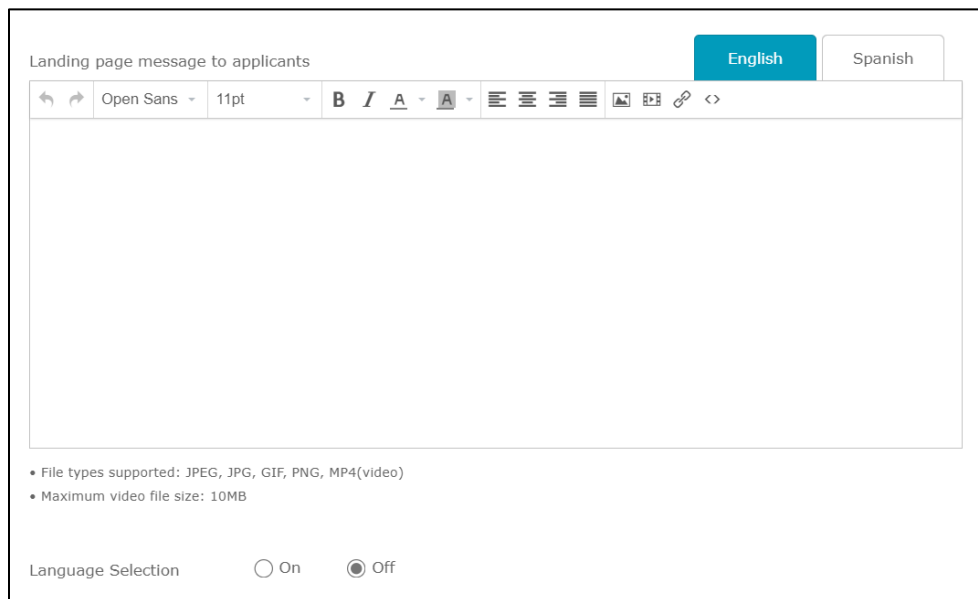 Landing page message to applicants
English
Spanish
Open Sans 11pt B I A A
• File types supported: JPEG, JPG, GIF, PNG, MP4(video)
• Maximum video file size: 10MB
Language Selection On Off